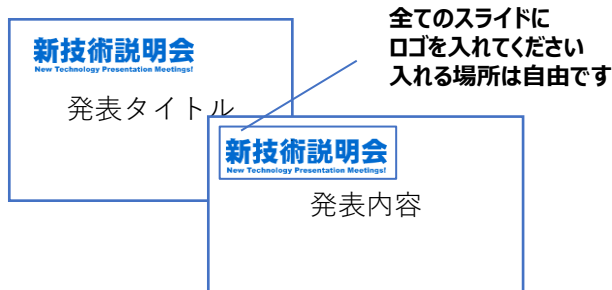 全てのスライドに
ロゴを入れてください
入れる場所は自由です
新技術説明会
New Technology Presentation Meetings!
発表タイトル
新技術説明会
New Technology Presentation Meetings!
発表内容